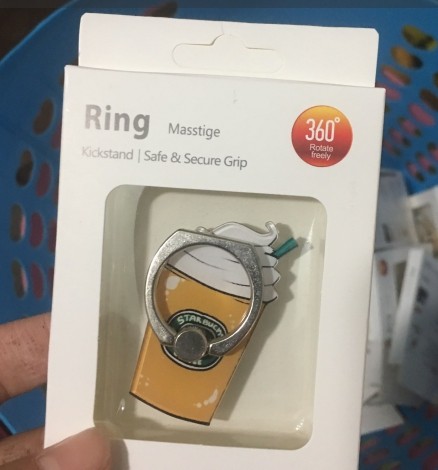 Ring Masstige
Kickstand | Safe & Secure Grip
360°
Rotate
freely